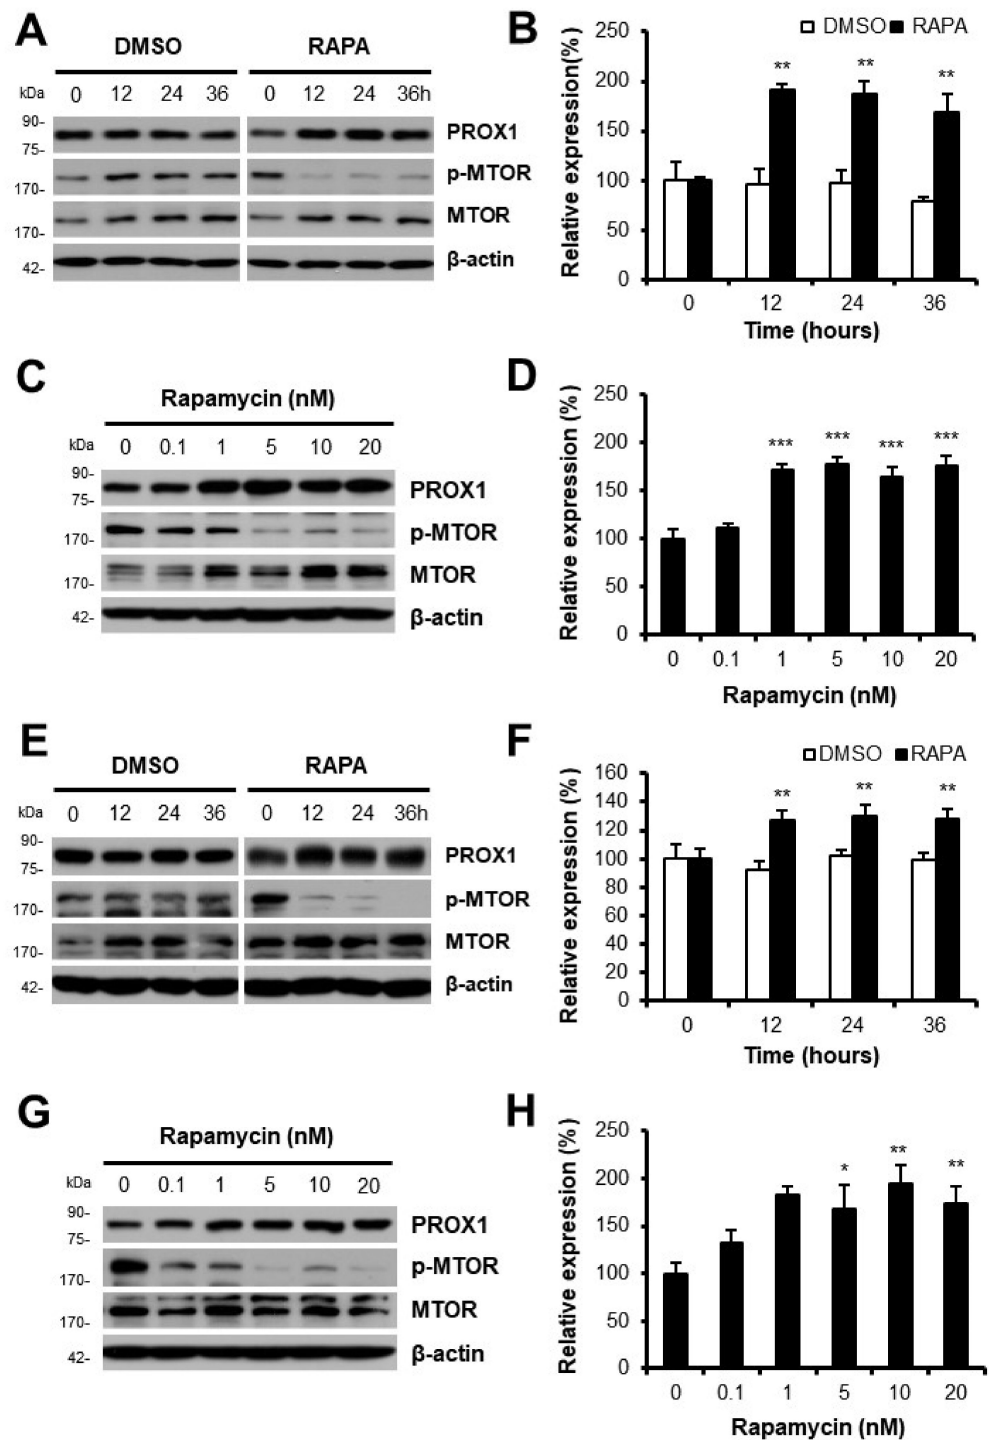 A
DMSO RAPA
kDa 0 12 24 36 0 12 24 36h
90-
PROX1
75-
p-MTOR
170-
MTOR
170-
β-actin
42-
B
DMSO RAPA
Relative expression(%)
250
200
150
100
50
0
** ** **
0 12 24 36
Time (hours)
C
Rapamycin (nM)
kDa 0 0.1 1 5 10 20
90-
PROX1
75-
p-MTOR
170-
MTOR
170-
β-actin
42-
D
Relative expression (%)
250
200
150
100
50
0
*** *** *** ***
0 0.1 1 5 10 20
Rapamycin (nM)
E
DMSO RAPA
kDa 0 12 24 36 0 12 24 36h
90-
PROX1
75-
p-MTOR
170-
MTOR
170-
β-actin
42-
F
DMSO RAPA
Relative expression (%)
160
140
120
100
80
60
40
20
0
** ** **
0 12 24 36
Time (hours)
G
Rapamycin (nM)
kDa 0 0.1 1 5 10 20
90-
PROX1
75-
p-MTOR
170-
MTOR
170-
β-actin
42-
H
Relative expression (%)
250
200
150
100
50
0
* ** **
0 0.1 1 5 10 20
Rapamycin (nM)